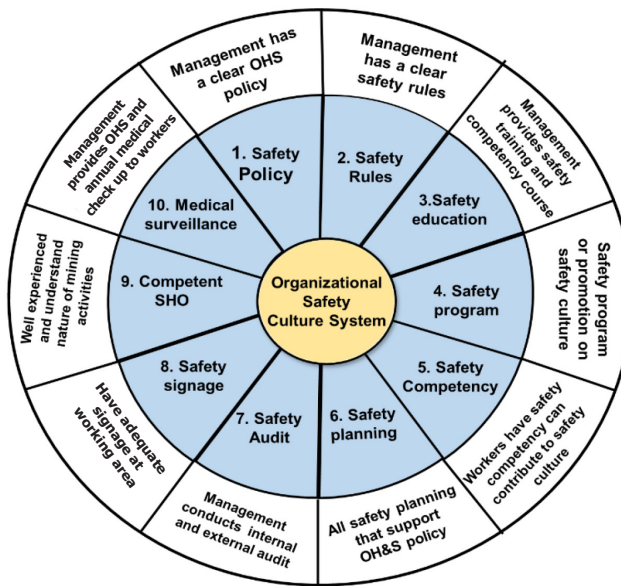 Management has
a clear OHS
policy
Management
has a clear
safety rules
Management
provides safety
training and
competency course
Safety program
or promotion on
safety culture
Workers have safety
competency can
contribute to safety
culture
All safety planning
that support
OH&S policy
Management
conducts internal
and external audit
Have adequate
signage at
working area
Well experienced
and understand
nature of mining
activities
Management
provides OHS and
annual medical
check up to workers
1. Safety
Policy
2. Safety
Rules
3.Safety
education
4. Safety
program
5. Safety
Competency
6. Safety
planning
7. Safety
Audit
8. Safety
signage
9. Competent
SHO
10. Medical
surveillance
Organizational
Safety
Culture System